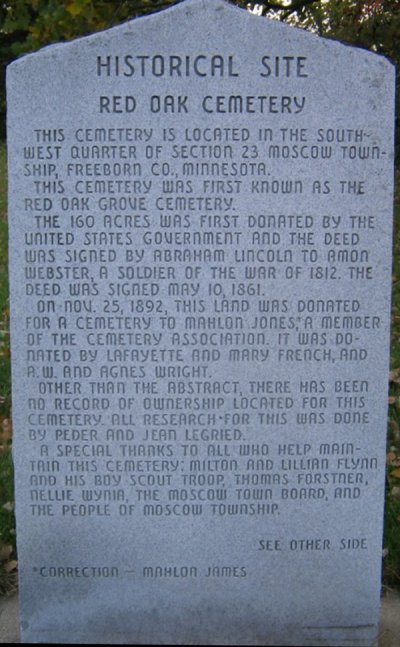 HISTORICAL SITE
RED OAK CEMETERY
THIS CEMETERY IS LOCATED IN THE SOUTH-
WEST QUARTER OF SECTION 23 MOSCOW TOWN-
SHIP, FREEBORN CO., MINNESOTA.
THIS CEMETERY WAS FIRST KNOWN AS THE
RED OAK GROVE CEMETERY.
THE 160 ACRES WAS FIRST DONATED BY THE
UNITED STATES GOVERNMENT AND THE DEED
WAS SIGNED BY ABRAHAM LINCOLN TO AMON
WEBSTER, A SOLDIER OF THE WAR OF 1812. THE
DEED WAS SIGNED MAY 10, 1861.
ON NOV. 25, 1892, THIS LAND WAS DONATED
FOR A CEMETERY TO MAHLON JONES,* A MEMBER
OF THE CEMETERY ASSOCIATION. IT WAS DO-
NATED BY LAFAYETTE AND MARY FRENCH, AND
A.W. AND AGNES WRIGHT.
OTHER THAN THE ABSTRACT, THERE HAS BEEN
NO RECORD OF OWNERSHIP LOCATED FOR THIS
CEMETERY. ALL RESEARCH FOR THIS WAS DONE
BY PEDER AND JEAN LEGRIED.
A SPECIAL THANKS TO ALL WHO HELP MAIN-
TAIN THIS CEMETERY: MILTON AND LILLIAN FLYNN
AND HIS BOY SCOUT TROOP, THOMAS FORSTNER,
NELLIE WYNIA, THE MOSCOW TOWN BOARD, AND
THE PEOPLE OF MOSCOW TOWNSHIP.
SEE OTHER SIDE
*CORRECTION — MAHLON JAMES